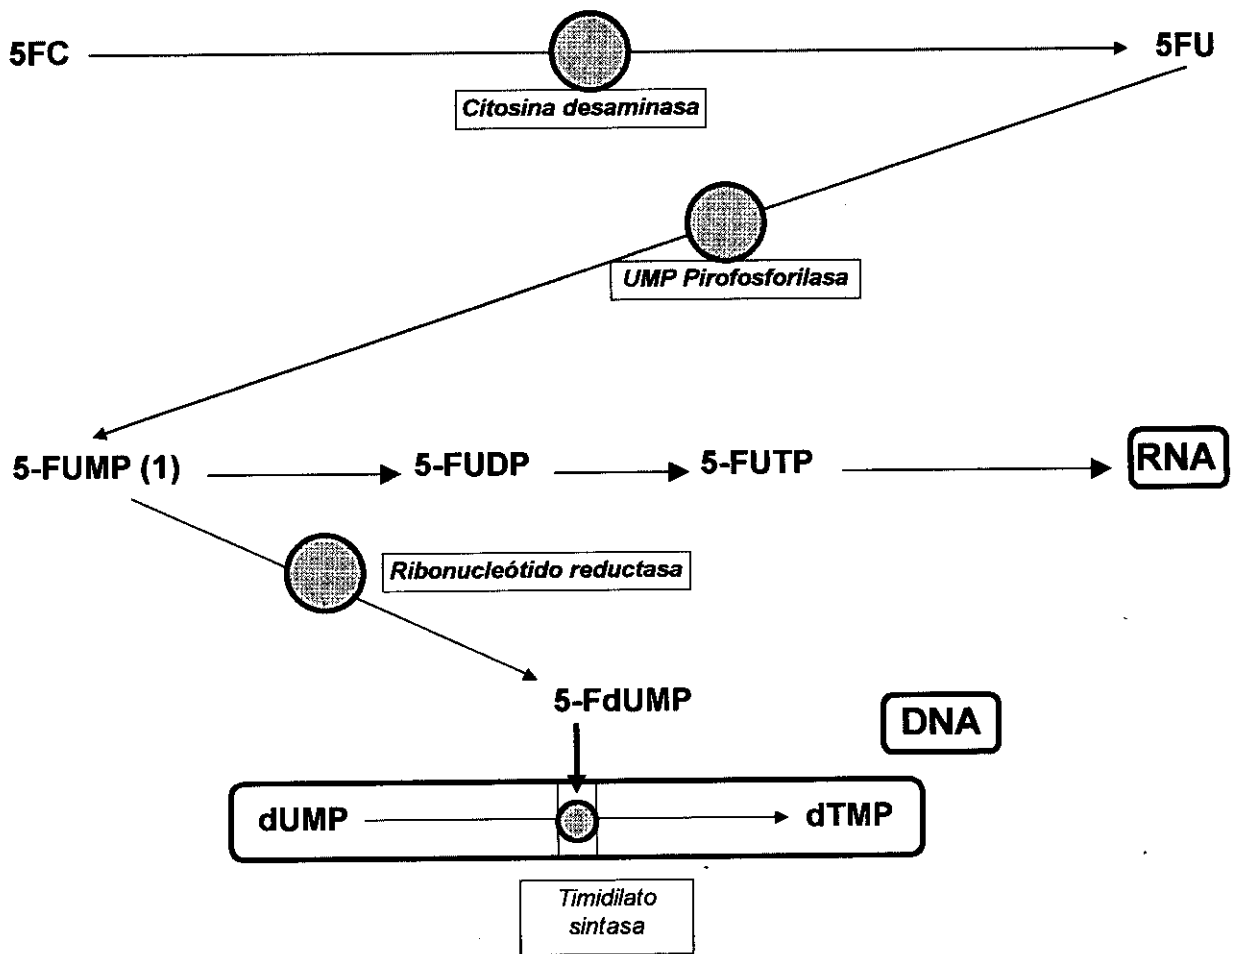 5FC
5FU
Citosina desaminasa
UMP Pirofosforilasa
5-FUMP (1)
5-FUDP
5-FUTP
RNA
Ribonucleótido reductasa
5-FdUMP
DNA
dUMP
dTMP
Timidilato
sintasa